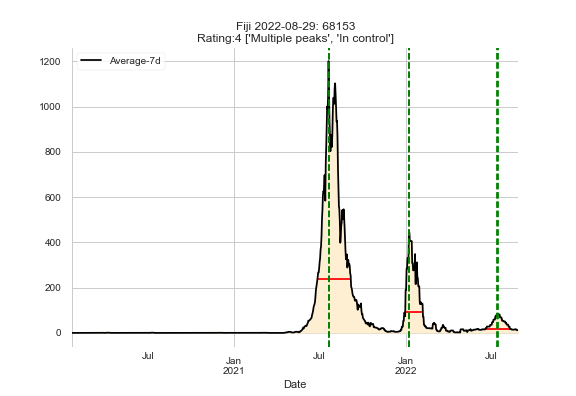 Fiji 2022-08-29: 68153
Rating:4 ['Multiple peaks', 'In control']
Average-7d
1200
1000
800
600
400
200
0
Jul
Jan
2021
Jul
Jan
2022
Jul
Date